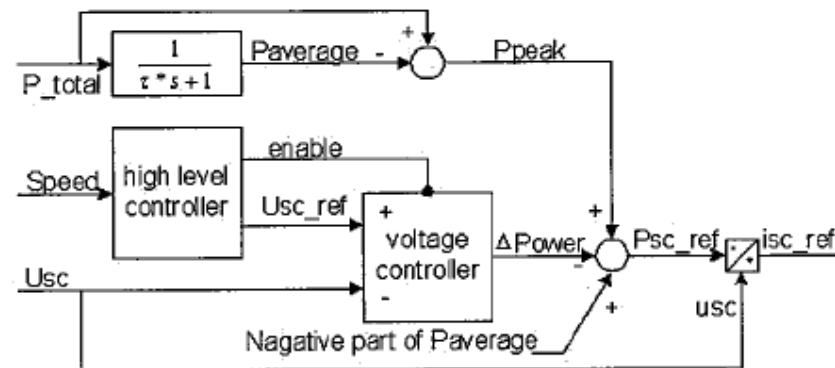 +
1
τ*s+1
Paverage
-
Ppeak
P_total
enable
Speed
high level
controller
Usc_ref
+
voltage
controller
-
ΔPower
+
-
+
Psc_ref
isc_ref
Usc
usc
Nagative part of Paverage